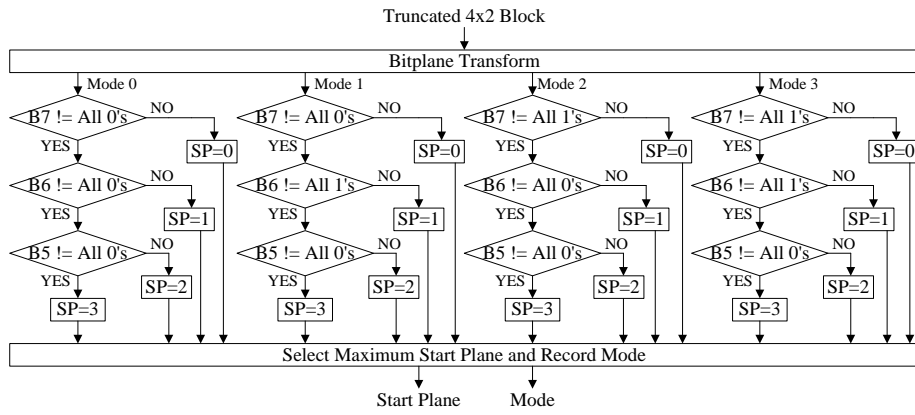 Truncated 4x2 Block
Bitplane Transform
Mode 0 Mode 1 Mode 2 Mode 3
B7 != All 0's NO B7 != All 0's NO B7 != All 1's NO B7 != All 1's NO
YES SP=0 YES SP=0 YES SP=0 YES SP=0
B6 != All 0's NO B6 != All 1's NO B6 != All 0's NO B6 != All 1's NO
YES SP=1 YES SP=1 YES SP=1 YES SP=1
B5 != All 0's NO B5 != All 0's NO B5 != All 0's NO B5 != All 0's NO
YES SP=2 YES SP=2 YES SP=2 YES SP=2
SP=3 SP=3 SP=3 SP=3
Select Maximum Start Plane and Record Mode
Start Plane Mode